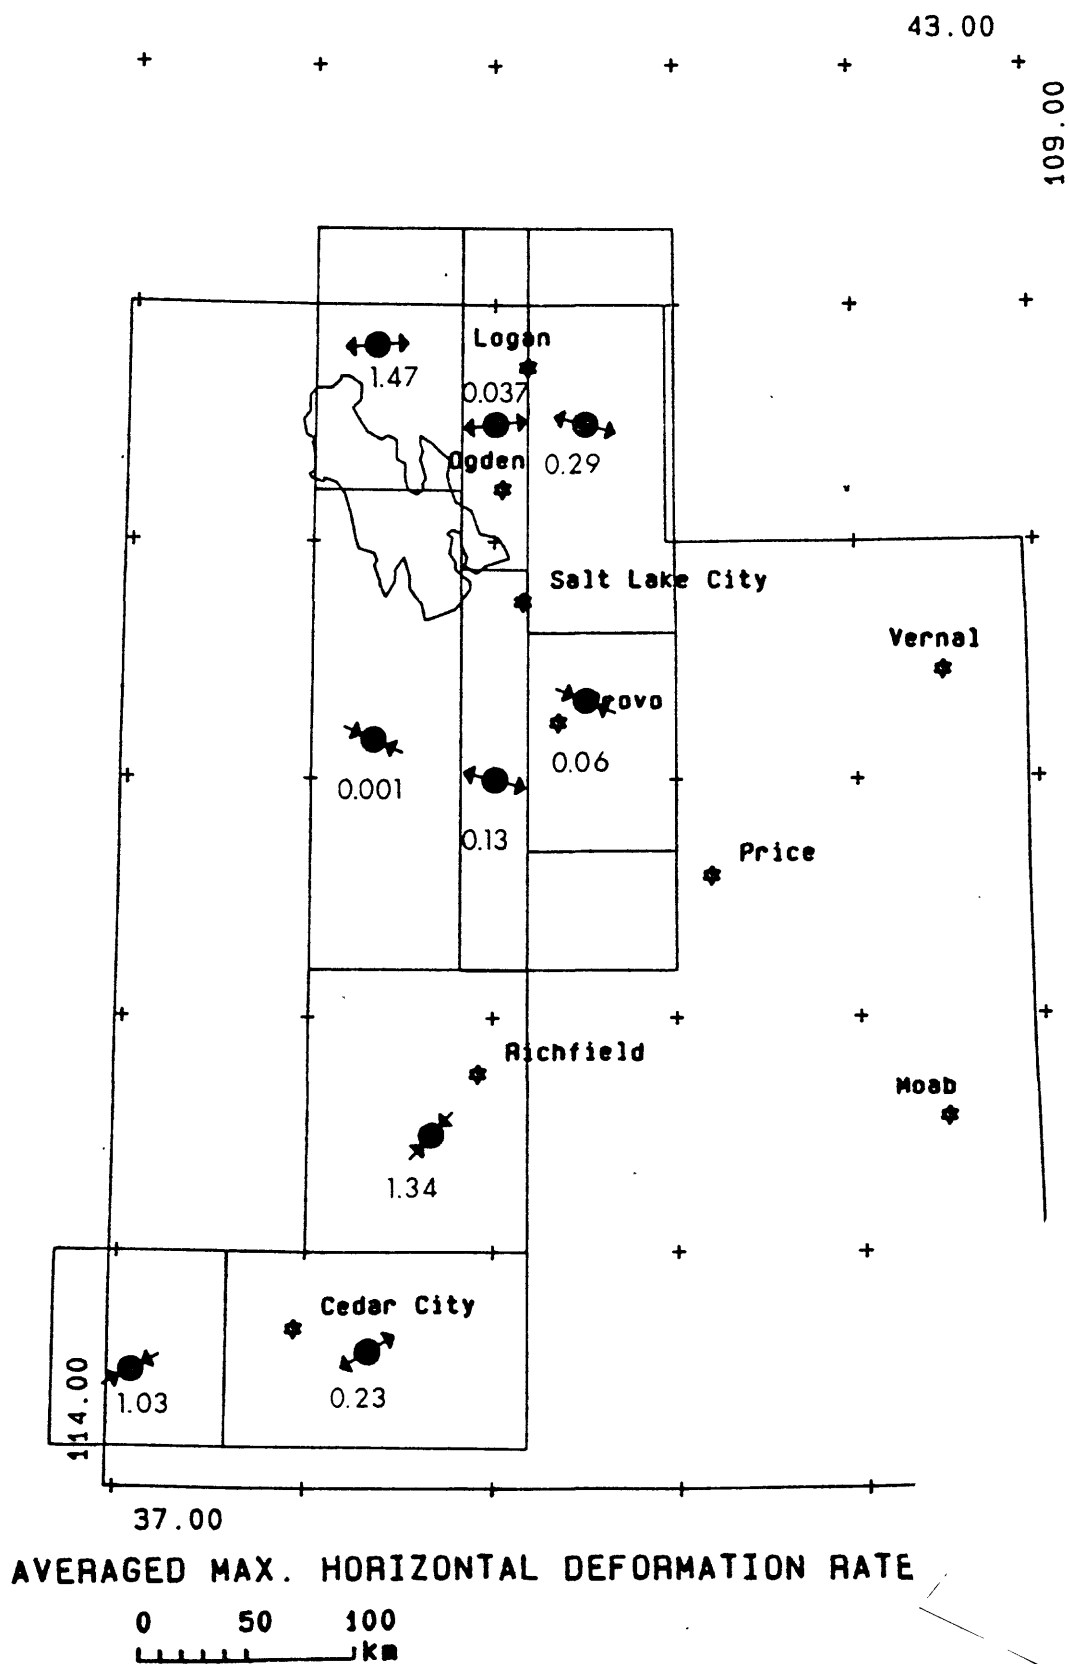 43.00
109.00
Logan
1.47
0.037
Ogden
0.29
Salt Lake City
Vernal
Provo
0.06
0.001
0.13
Price
Richfield
Moab
1.34
Cedar City
114.00
1.03
0.23
37.00
AVERAGED MAX. HORIZONTAL DEFORMATION RATE
0 50 100
km